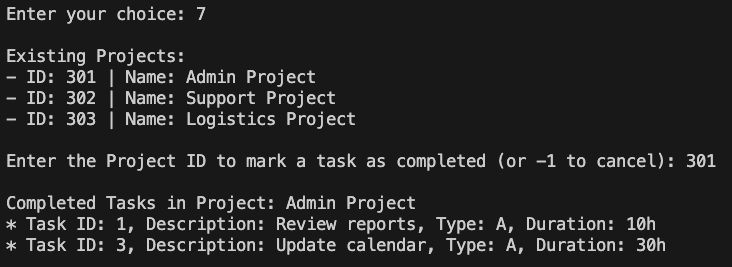 Enter your choice: 7
Existing Projects:
– ID: 301 | Name: Admin Project
– ID: 302 | Name: Support Project
– ID: 303 | Name: Logistics Project
Enter the Project ID to mark a task as completed (or –1 to cancel): 301
Completed Tasks in Project: Admin Project
* Task ID: 1, Description: Review reports, Type: A, Duration: 10h
* Task ID: 3, Description: Update calendar, Type: A, Duration: 30h